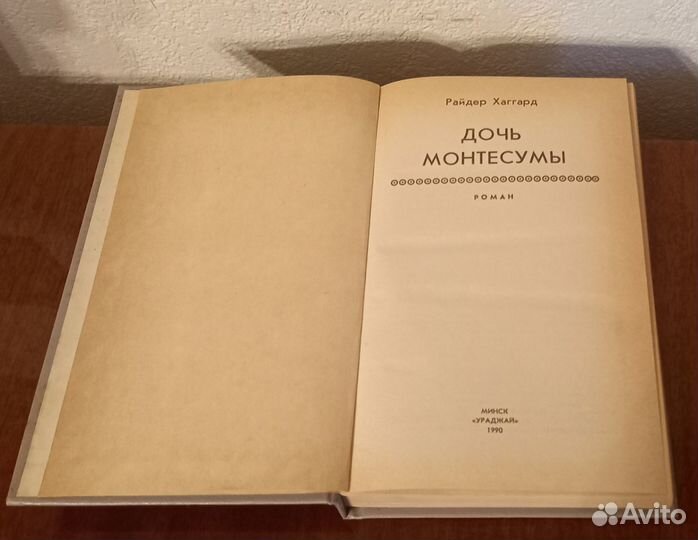 Райдер Хаггард
ДОЧЬ
МОНТЕСУМЫ
РОМАН
МИНСК
«УРАДЖАЙ»
1990
Avito